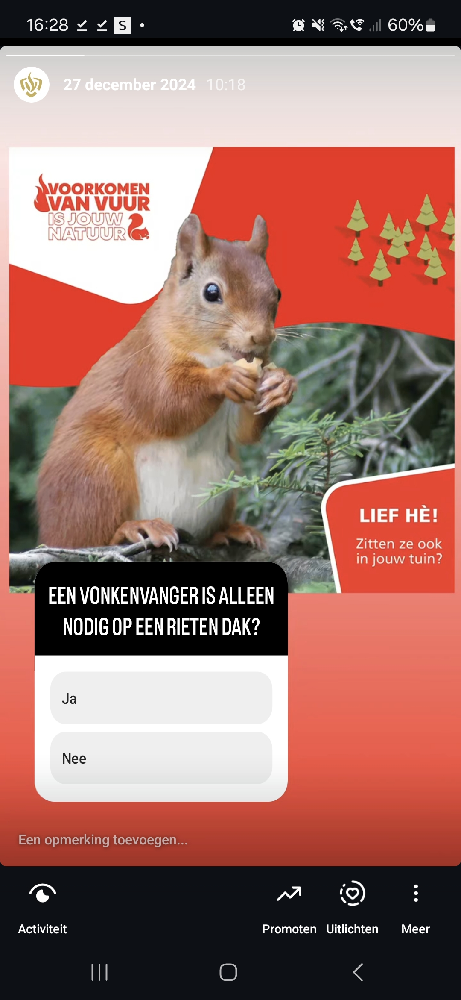 16:28 S 60%
27 december 2024 10:18
VOORKOMEN
VAN VUUR
IS JOUW
NATUUR
LIEF HÈ!
Zitten ze ook
in jouw tuin?
EEN VONKENVANGER IS ALLEEN
NODIG OP EEN RIETEN DAK?
Ja
Nee
Een opmerking toevoegen...
Activiteit Promoten Uitlichten Meer